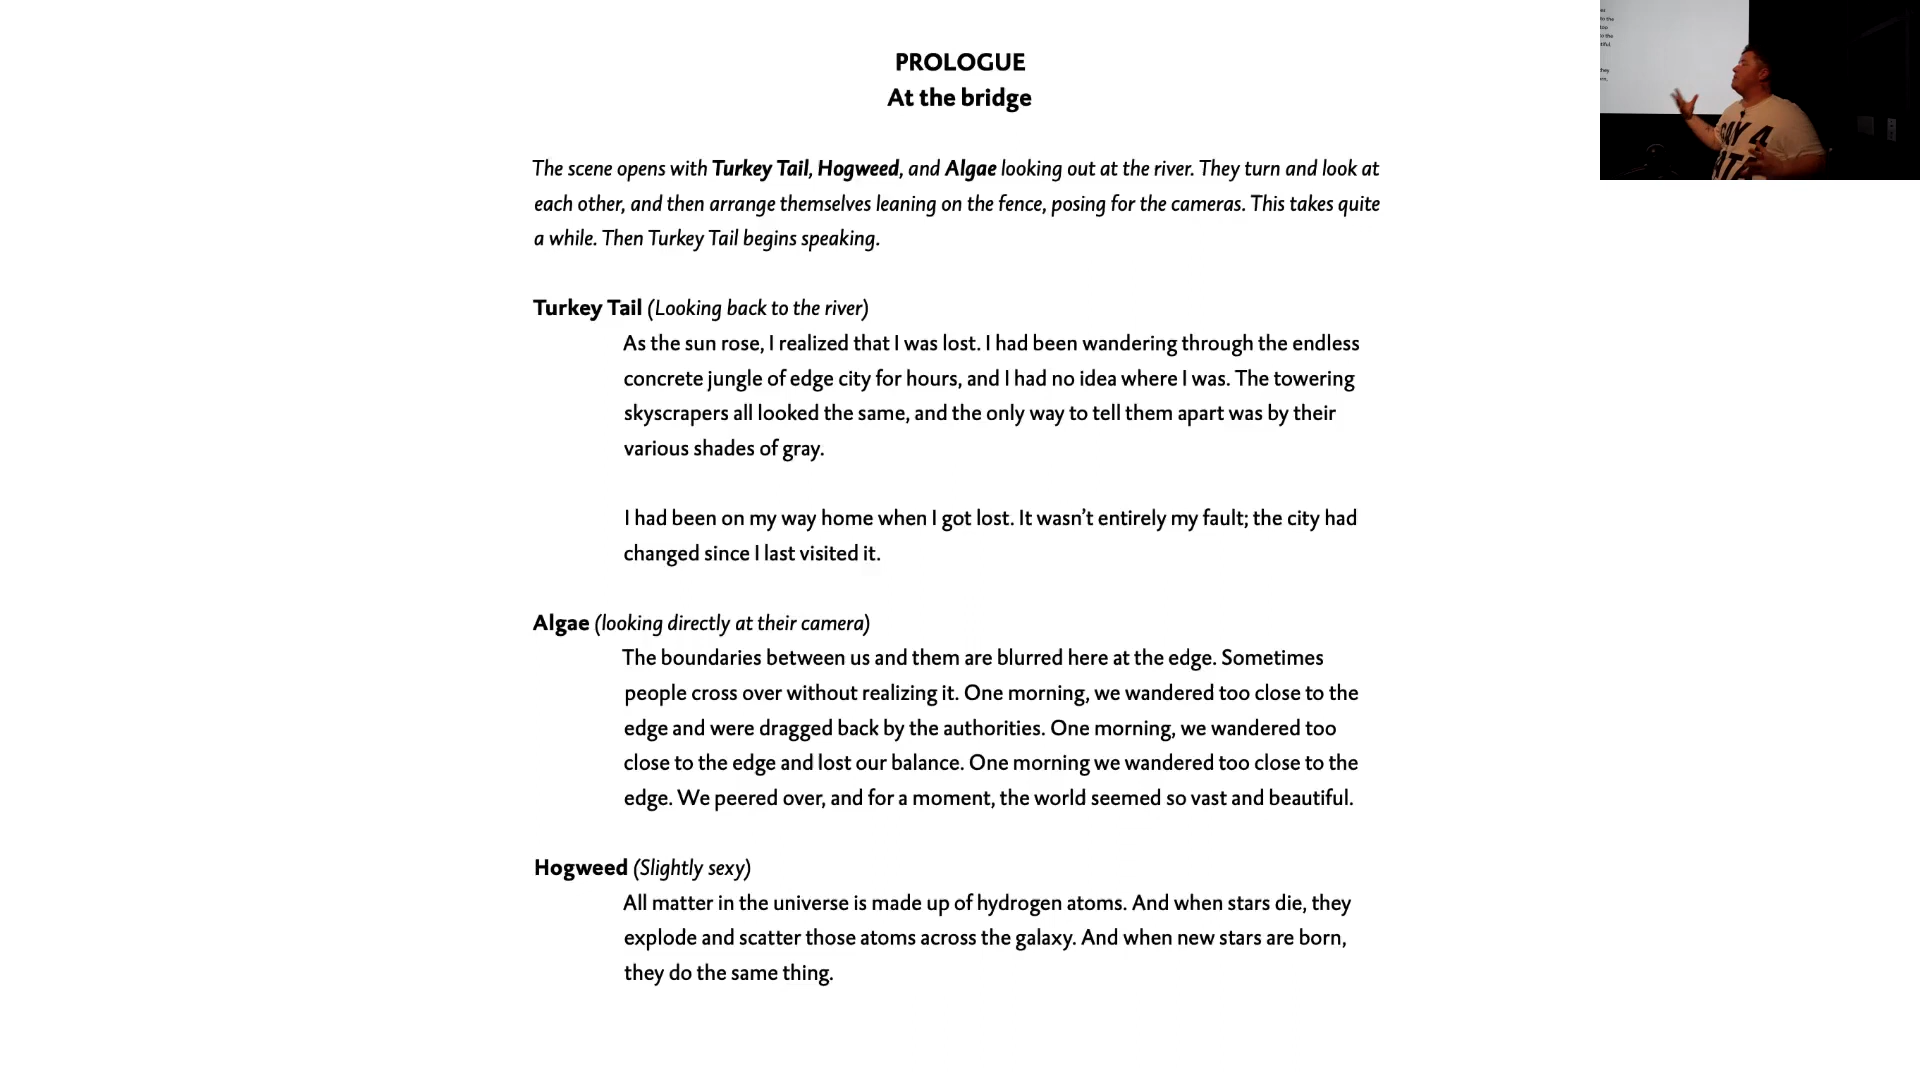 PROLOGUE
At the bridge
The scene opens with Turkey Tail, Hogweed, and Algae looking out at the river. They turn and look at
each other, and then arrange themselves leaning on the fence, posing for the cameras. This takes quite
a while. Then Turkey Tail begins speaking.
Turkey Tail (Looking back to the river)
As the sun rose, I realized that I was lost. I had been wandering through the endless
concrete jungle of edge city for hours, and I had no idea where I was. The towering
skyscrapers all looked the same, and the only way to tell them apart was by their
various shades of gray.
I had been on my way home when I got lost. It wasn’t entirely my fault; the city had
changed since I last visited it.
Algae (looking directly at their camera)
The boundaries between us and them are blurred here at the edge. Sometimes
people cross over without realizing it. One morning, we wandered too close to the
edge and were dragged back by the authorities. One morning, we wandered too
close to the edge and lost our balance. One morning we wandered too close to the
edge. We peered over, and for a moment, the world seemed so vast and beautiful.
Hogweed (Slightly sexy)
All matter in the universe is made up of hydrogen atoms. And when stars die, they
explode and scatter those atoms across the galaxy. And when new stars are born,
they do the same thing.